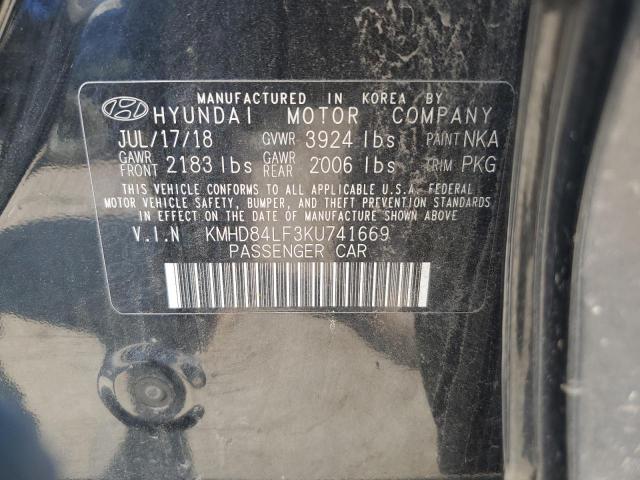 MANUFACTURED IN KOREA BY
HYUNDAI MOTOR COMPANY
JUL/17/18 GVWR 3924 lbs PAINT NKA
GAWR FRONT 2183 lbs GAWR REAR 2006 lbs TRIM PKG
THIS VEHICLE CONFORMS TO ALL APPLICABLE U.S.A. FEDERAL
MOTOR VEHICLE SAFETY, BUMPER, AND THEFT PREVENTION STANDARDS
IN EFFECT ON THE DATE OF MANUFACTURE SHOWN ABOVE
V.I.N KMHD84LF3KU741669
PASSENGER CAR